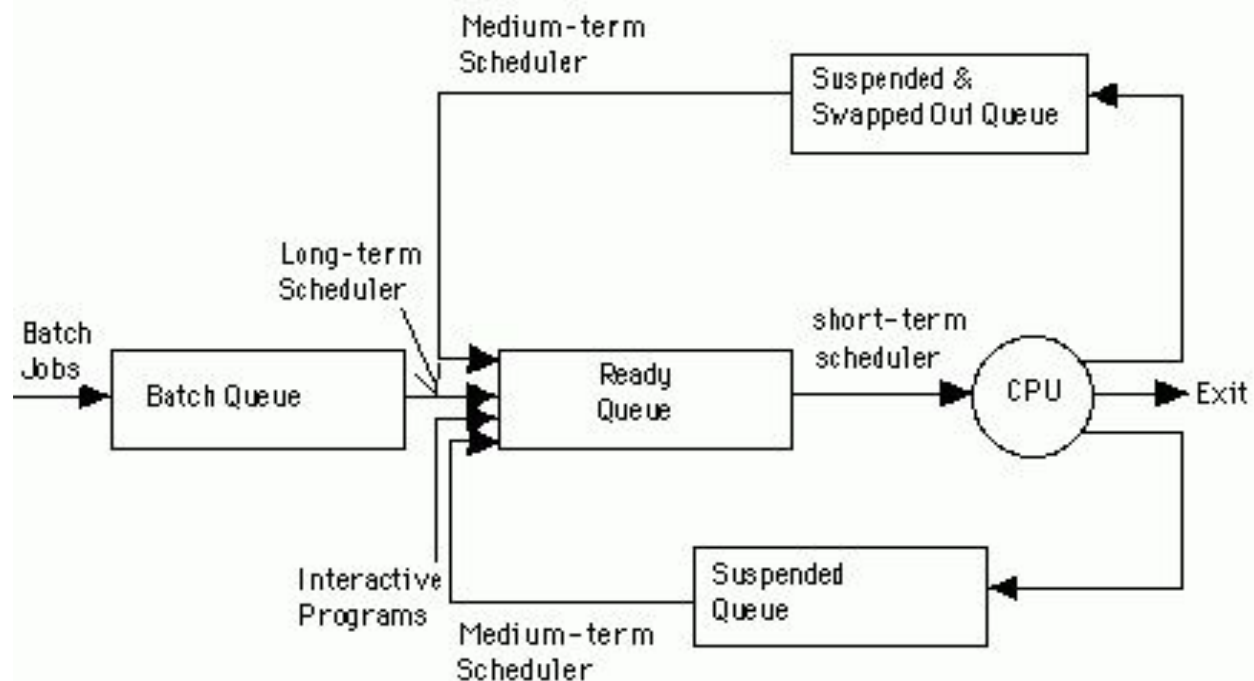 Medium-term
Scheduler
Suspended &
Swapped Out Queue
Long-term
Scheduler
Batch
Jobs
Batch Queue
Ready
Queue
short-term
scheduler
CPU
Exit
Interactive
Programs
Suspended
Queue
Medium-term
Scheduler